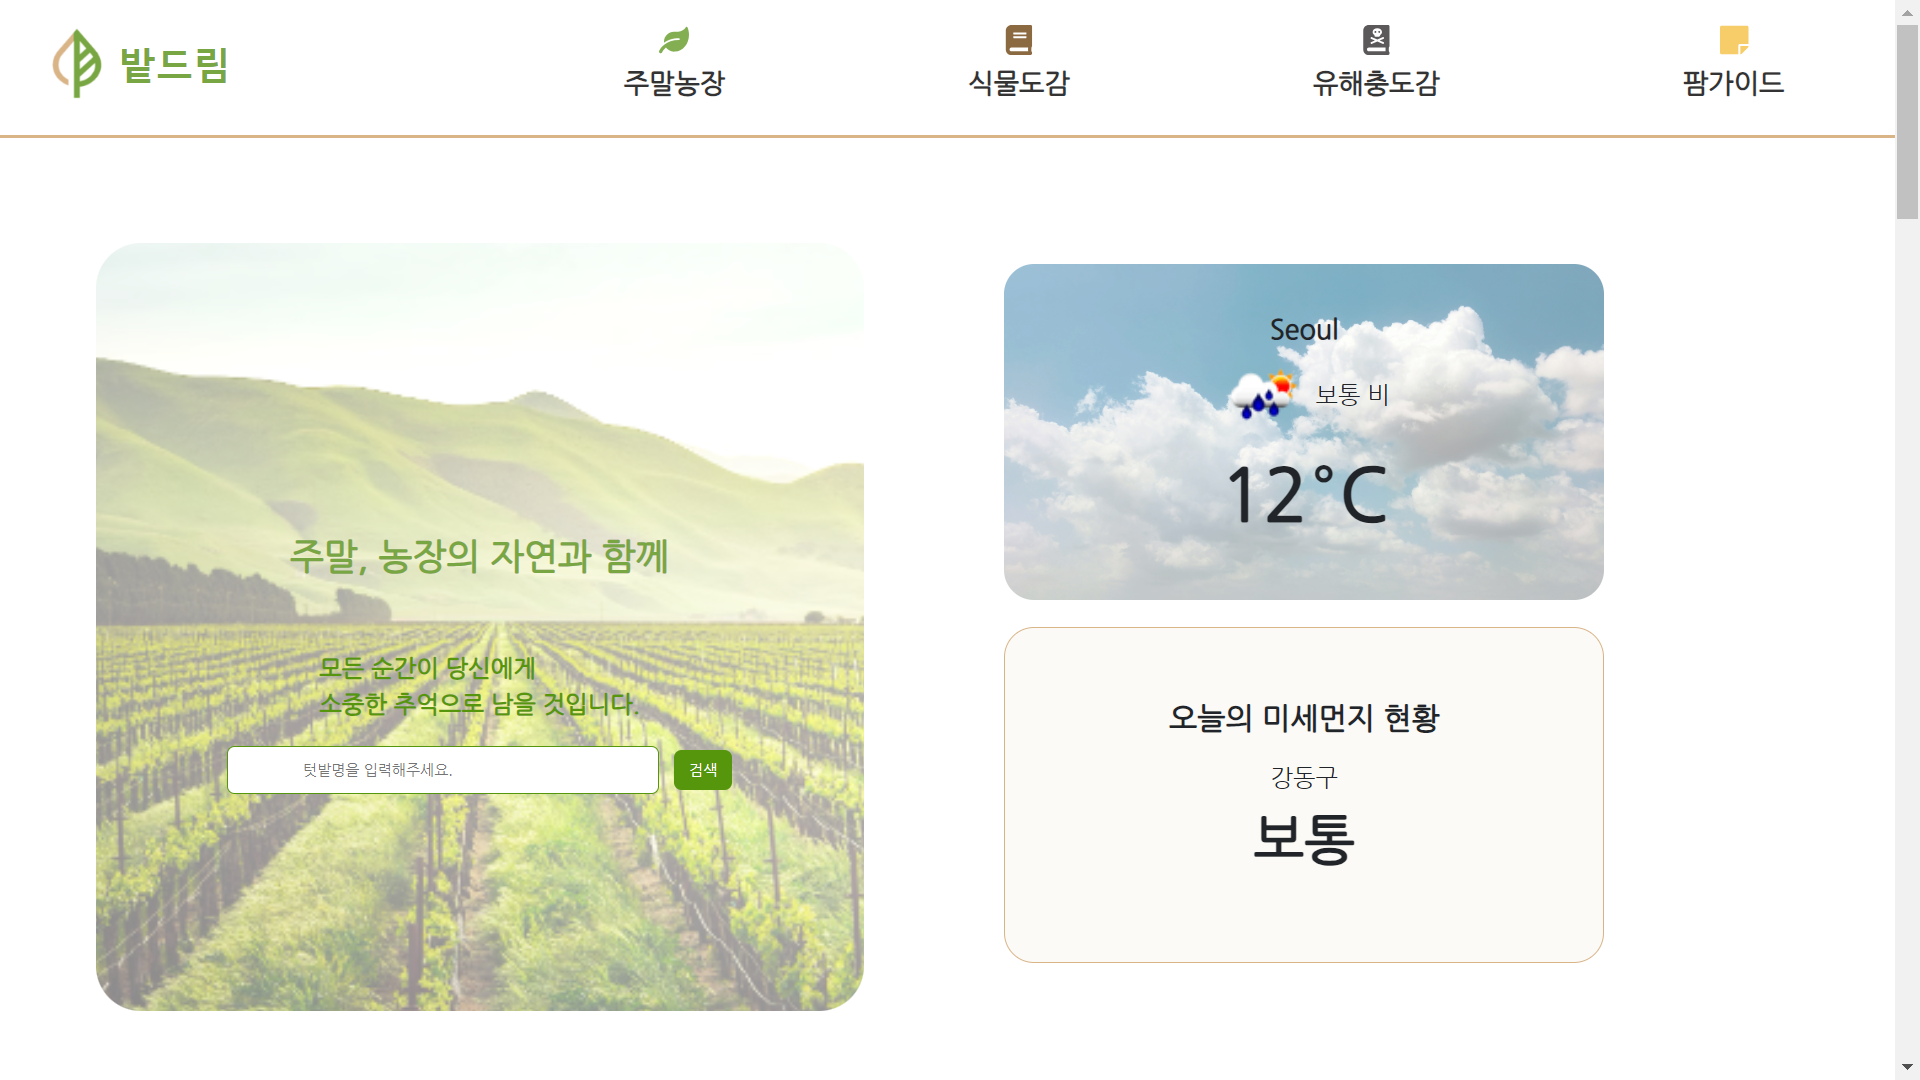 밭드림
주말농장
식물도감
유해충도감
팜가이드
주말, 농장의 자연과 함께
모든 순간이 당신에게
소중한 추억으로 남을 것입니다.
텃밭명을 입력해주세요.
검색
Seoul
보통 비
12°C
오늘의 미세먼지 현황
강동구
보통